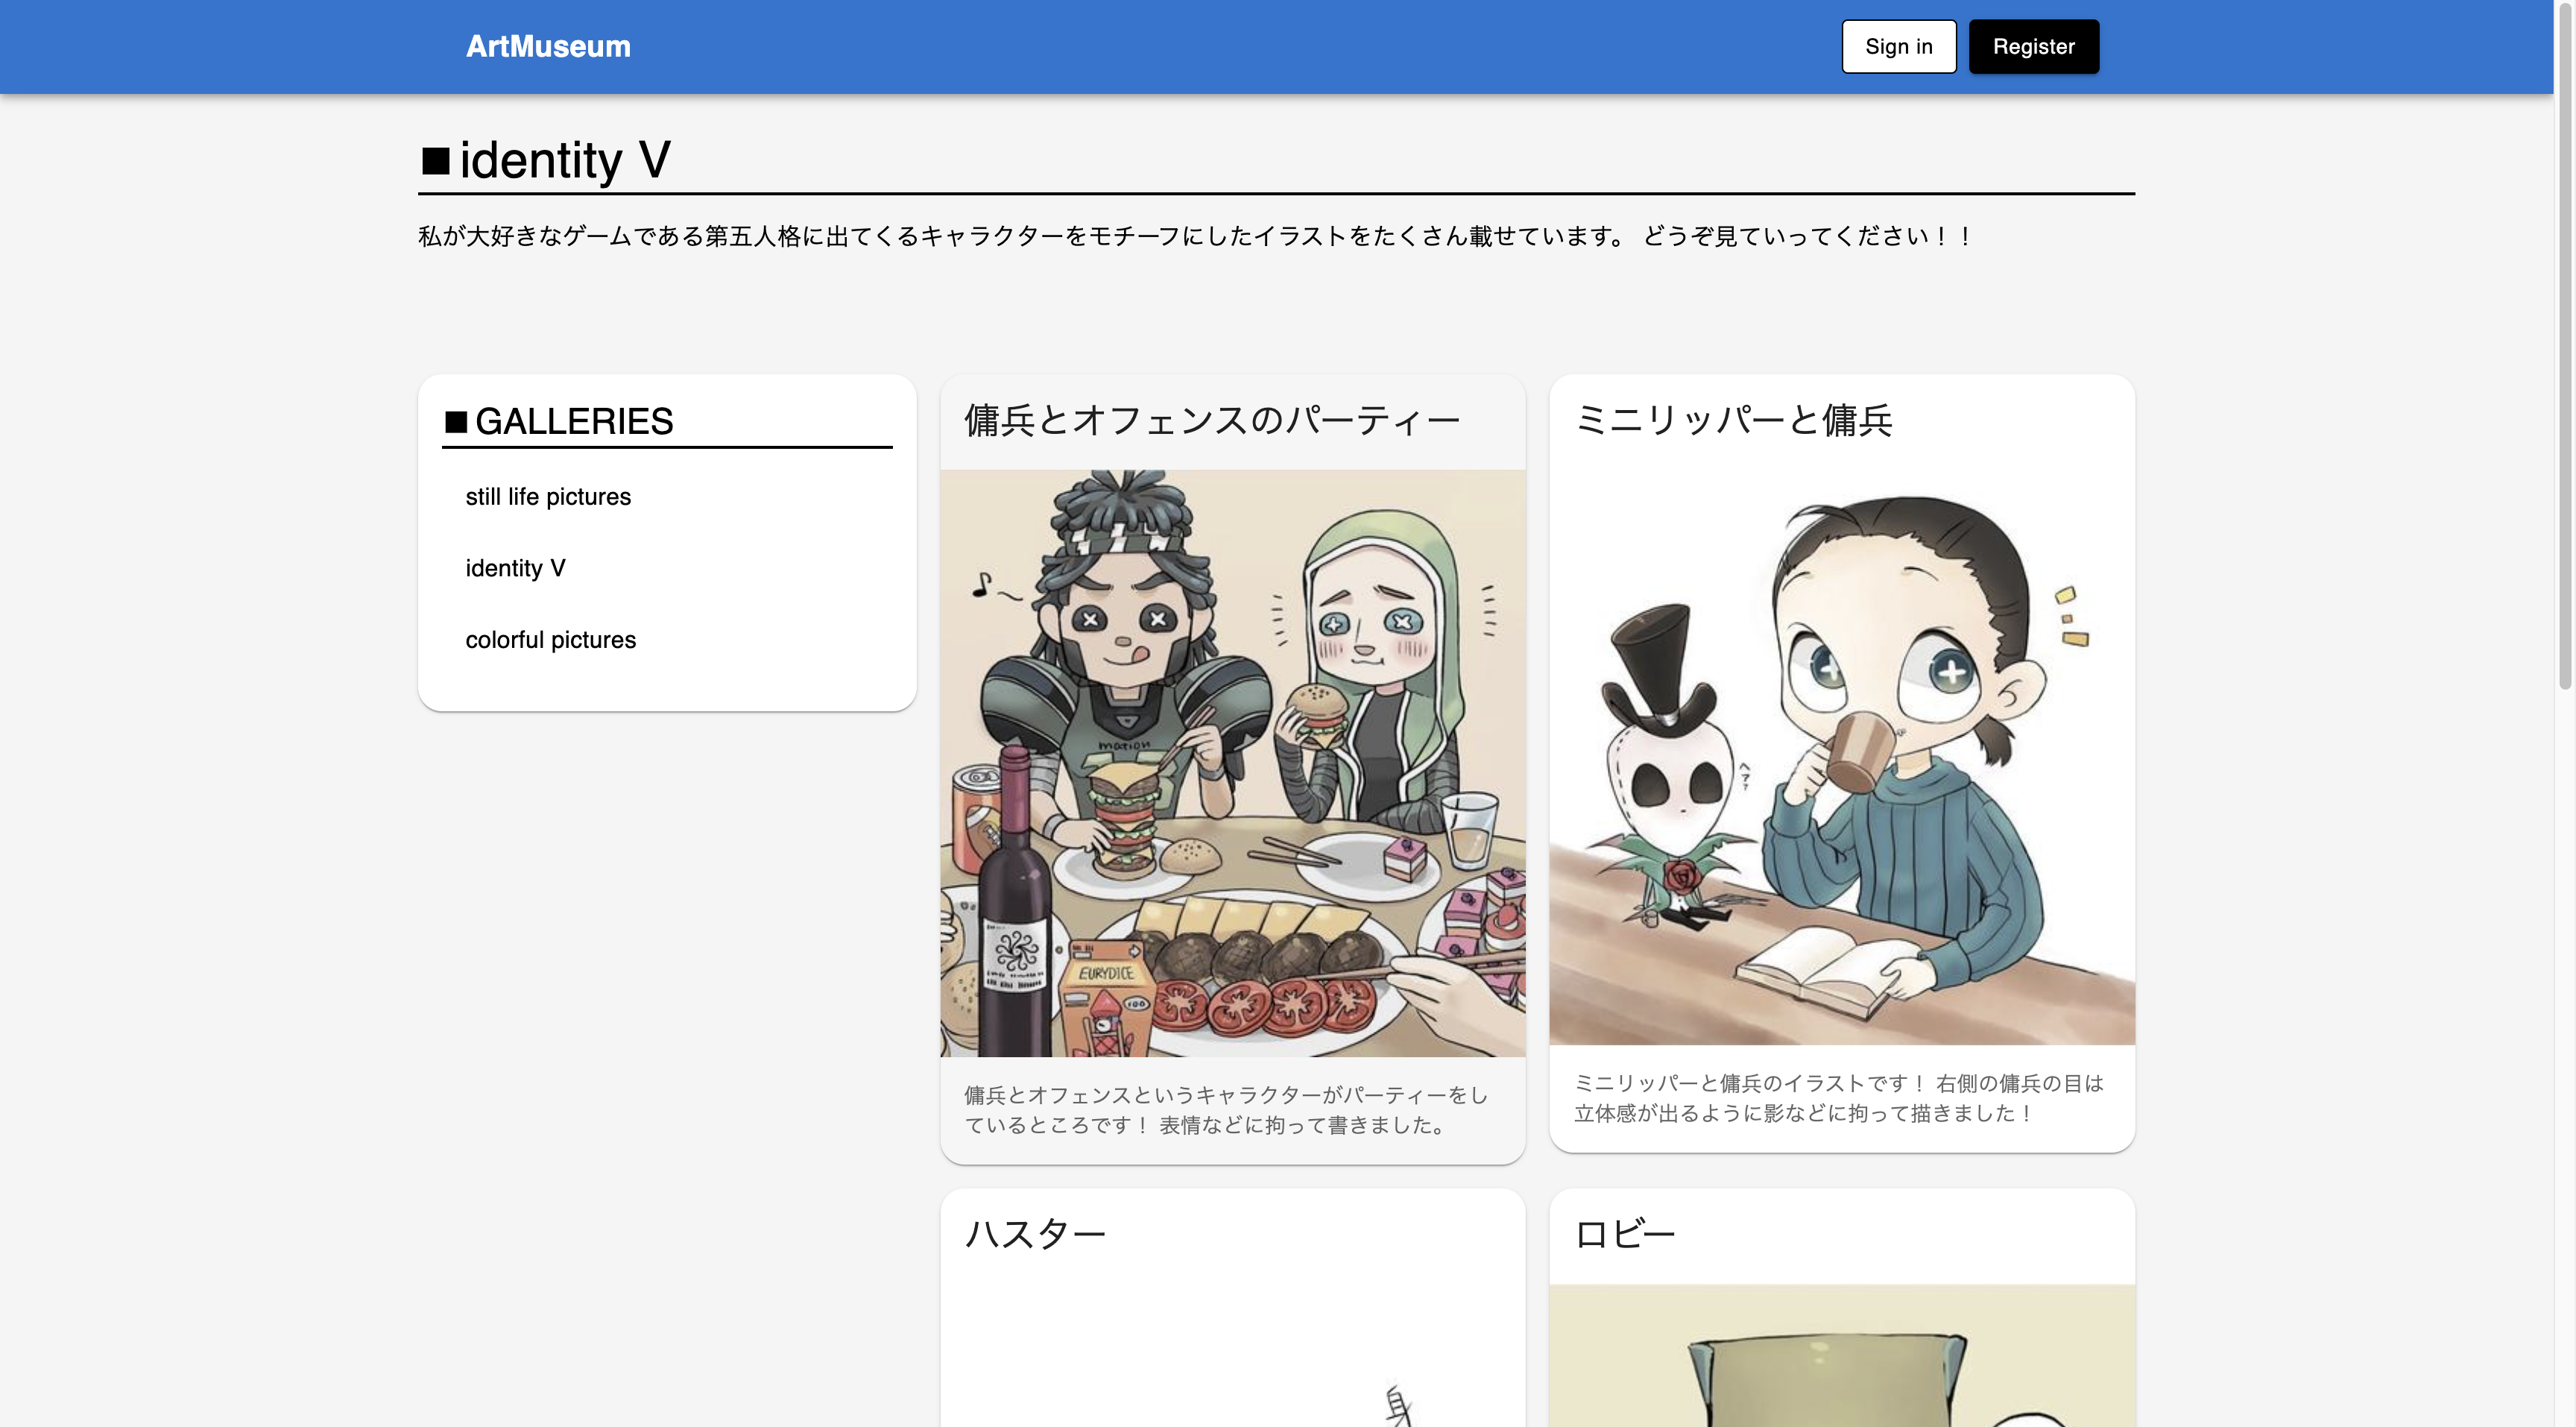 ArtMuseum
Sign in
Register
■identity V
私が大好きなゲームである第五人格に出てくるキャラクターをモチーフにしたイラストをたくさん載せています。 どうぞ見ていってください！！
■GALLERIES
still life pictures
identity V
colorful pictures
傭兵とオフェンスのパーティー
motion
EURYDICE
傭兵とオフェンスというキャラクターがパーティーをし
ているところです！ 表情などに拘って書きました。
ミニリッパーと傭兵
ミニリッパーと傭兵のイラストです！ 右側の傭兵の目は
立体感が出るように影などに拘って描きました！
ハスター
身
ロビー